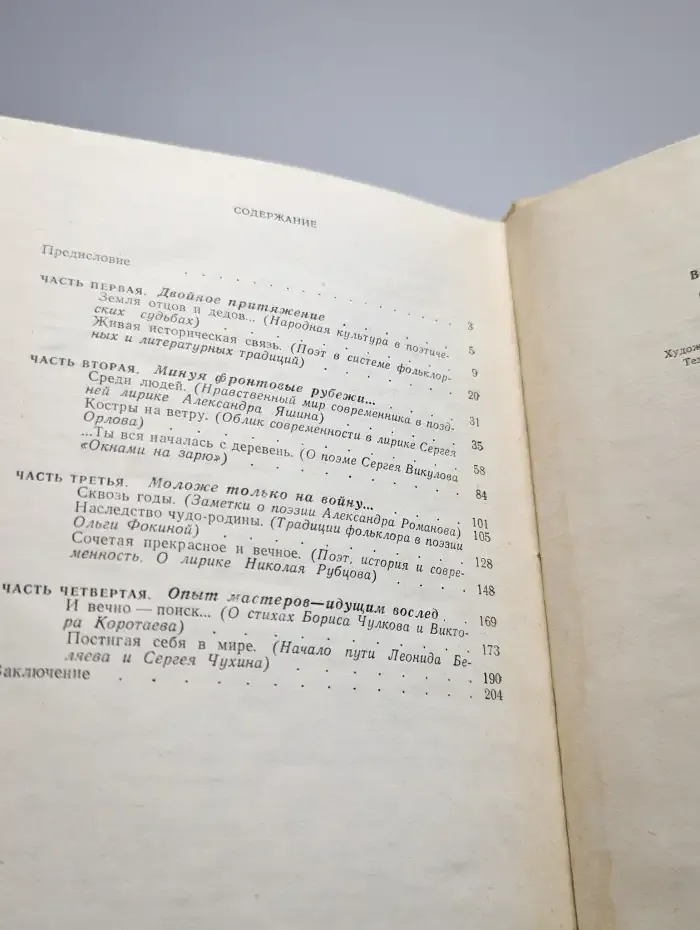 СОДЕРЖАНИЕ
Предисловие . . . . . . . . . . . . 3
ЧАСТЬ ПЕРВАЯ. Двойное притяжение . . . . . 5
Земля отцов и дедов... (Народная культура в поэтиче-
ских судьбах) . . . . . . . . . . 9
Живая историческая связь. (Поэт в системе фольклор-
ных и литературных традиций) . . . . . . 20
ЧАСТЬ ВТОРАЯ. Минуя фронтовые рубежи... . . . . 31
Среди людей. (Нравственный мир современника в позд-
ней лирике Александра Яшина) . . . . . . 35
Костры на ветру. (Облик современности в лирике Сергея
Орлова) . . . . . . . . . . . 58
...Ты вся началась с деревень. (О поэме Сергея Викулова
«Окнами на зарю») . . . . . . . . . 84
ЧАСТЬ ТРЕТЬЯ. Моложе только на войну... . . . . 101
Сквозь годы. (Заметки о поэзии Александра Романова) 105
Наследство чудо-родины. (Традиции фольклора в поэзии
Ольги Фокиной) . . . . . . . . . . 128
Сочетая прекрасное и вечное. (Поэт, история и совре-
менность. О лирике Николая Рубцова) . . . . 148
ЧАСТЬ ЧЕТВЕРТАЯ. Опыт мастеров—идущим вослед . . 169
И вечно — поиск... (О стихах Бориса Чулкова и Викто-
ра Коротаева) . . . . . . . . . . 173
Постигая себя в мире. (Начало пути Леонида Бе-
ляева и Сергея Чухина) . . . . . . . 190
Заключение . . . . . . . . . . . . 204
В
Худож
Тех